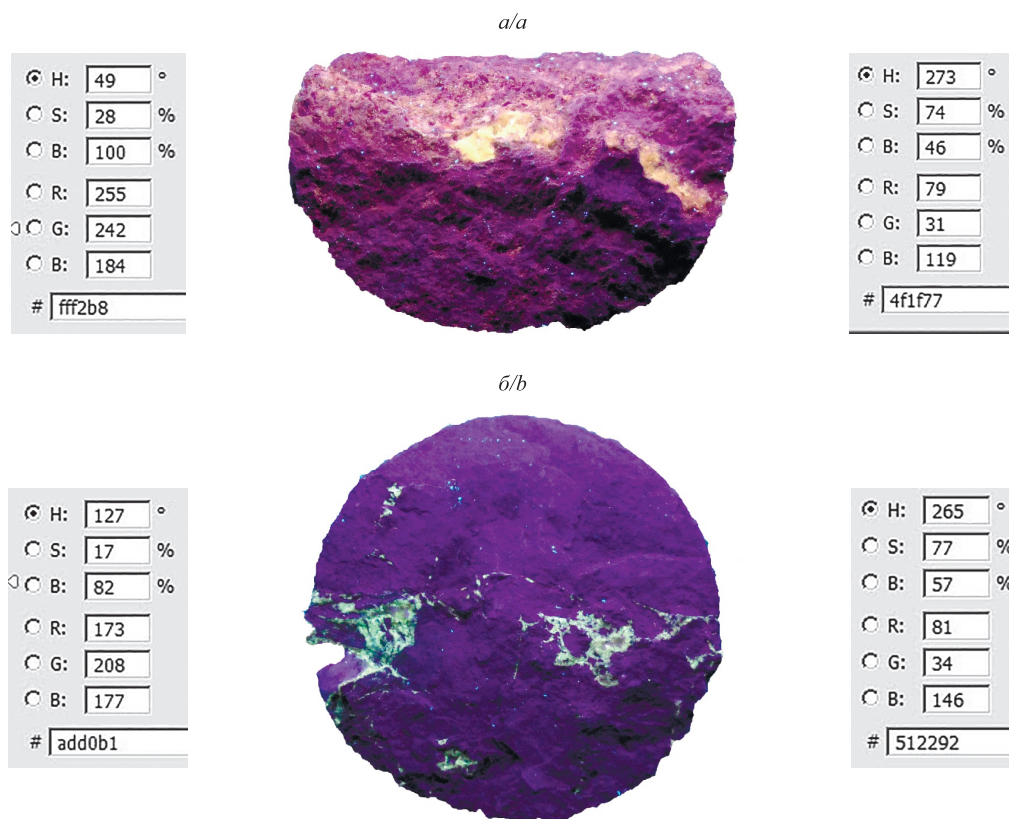 а/a
H: 49 °
S: 28 %
B: 100 %
R: 255
G: 242
B: 184
# fff2b8
H: 273 °
S: 74 %
B: 46 %
R: 79
G: 31
B: 119
# 4f1f77
б/b
H: 127 °
S: 17 %
B: 82 %
R: 173
G: 208
B: 177
# add0b1
H: 265 °
S: 77 %
B: 57 %
R: 81
G: 34
B: 146
# 512292